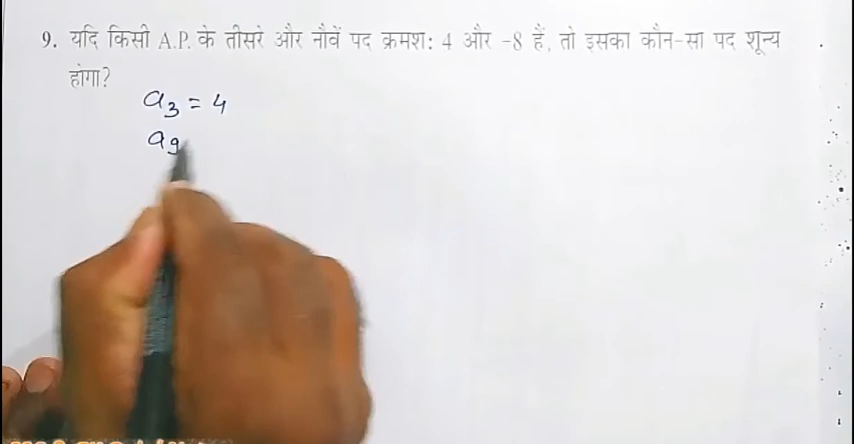 9. यदि किसी A.P. के तीसरे और नौवें पद क्रमश: 4 और -8 हैं, तो इसका कौन-सा पद शून्य
होगा?
a₃ = 4
a₉